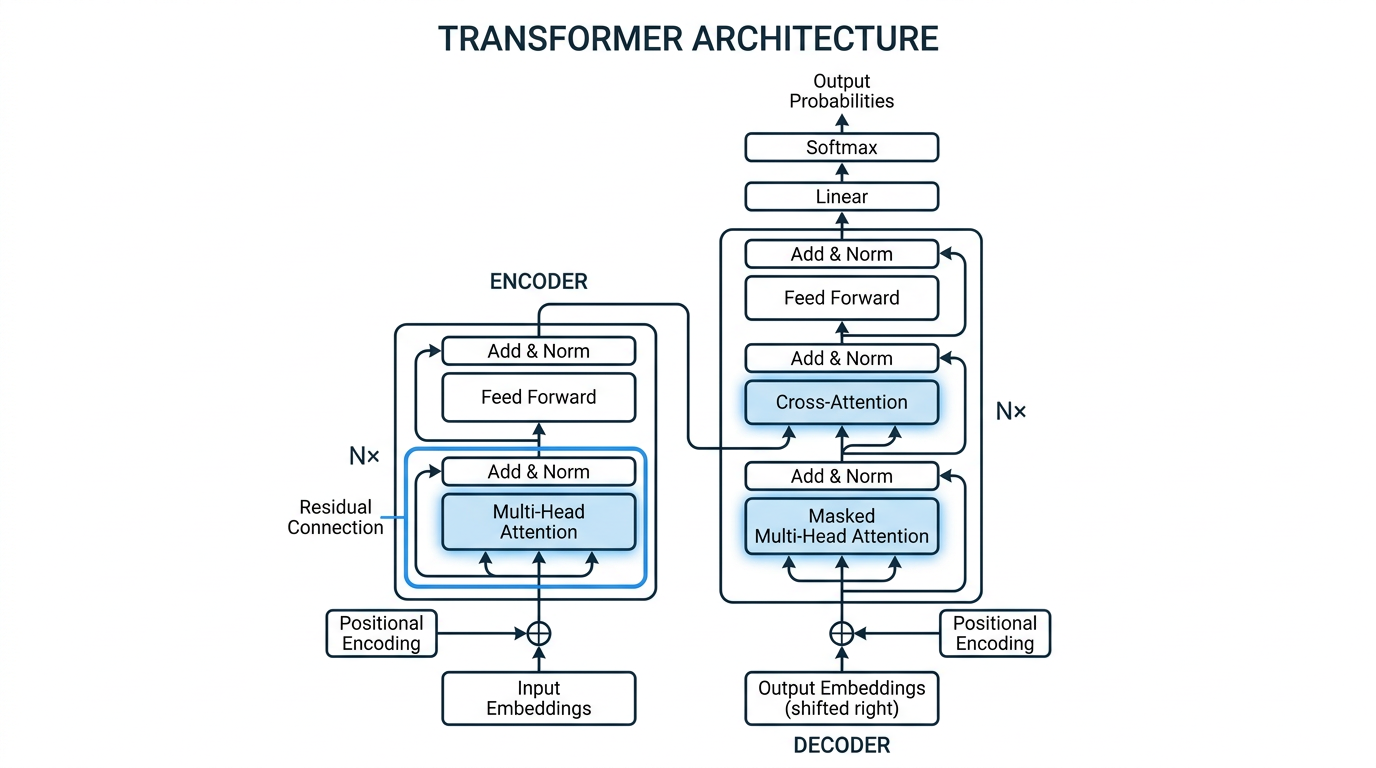 TRANSFORMER ARCHITECTURE
Output
Probabilities
Softmax
Linear
Add & Norm
Feed Forward
Add & Norm
Cross-Attention
Add & Norm
Masked
Multi-Head Attention
N×
ENCODER
Add & Norm
Feed Forward
N×
Add & Norm
Multi-Head
Attention
Residual
Connection
Positional
Encoding
Input
Embeddings
Positional
Encoding
Output Embeddings
(shifted right)
DECODER